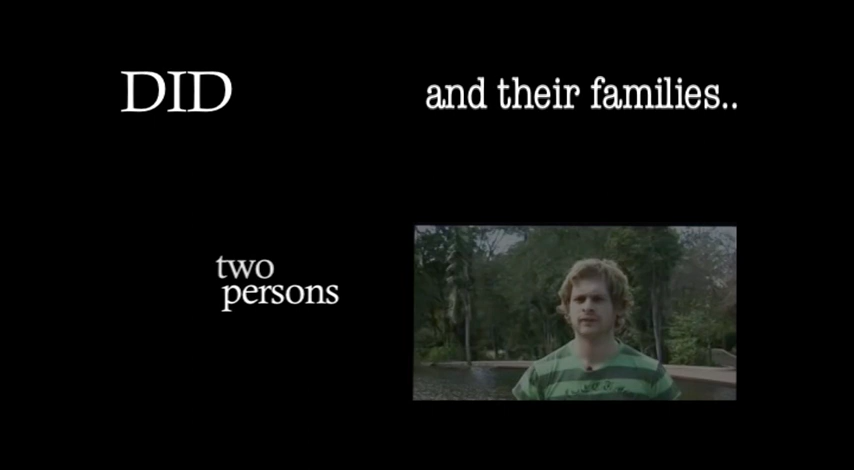 DID
and their families..
two
persons